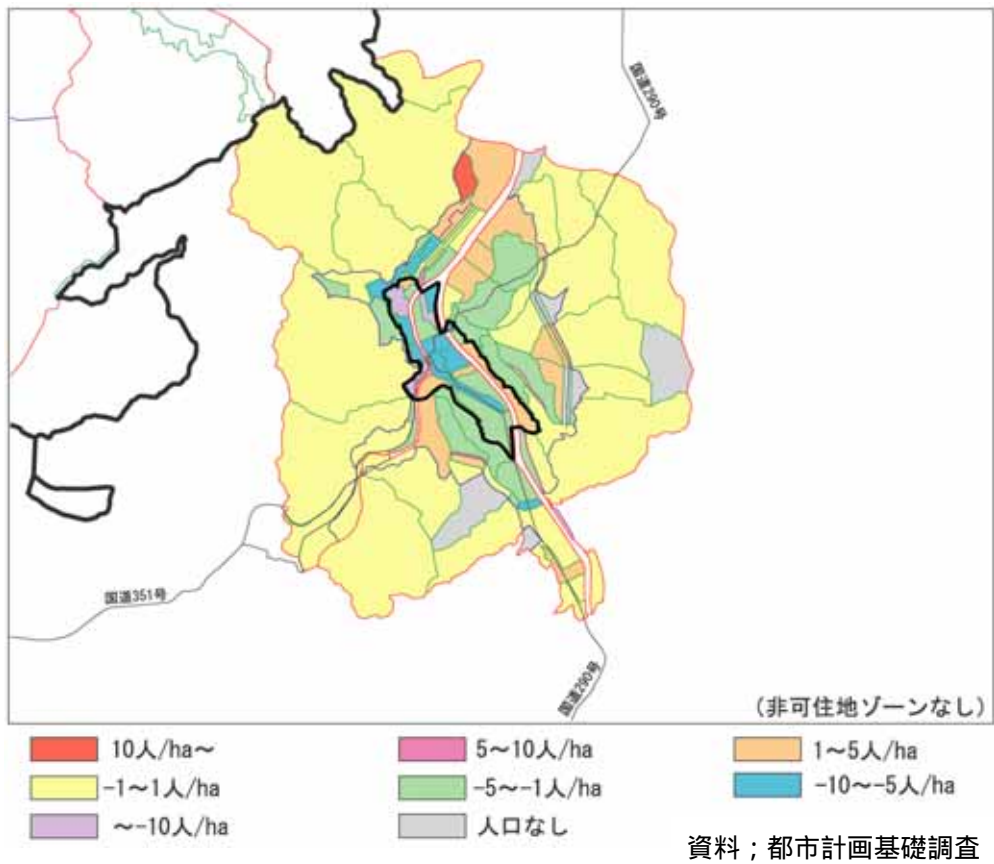 国道290号
国道351号
国道290号
(非可住地ゾーンなし)
10人/ha~
5~10人/ha
1~5人/ha
-1~1人/ha
-5~-1人/ha
-10~-5人/ha
~-10人/ha
人口なし
資料；都市計画基礎調査